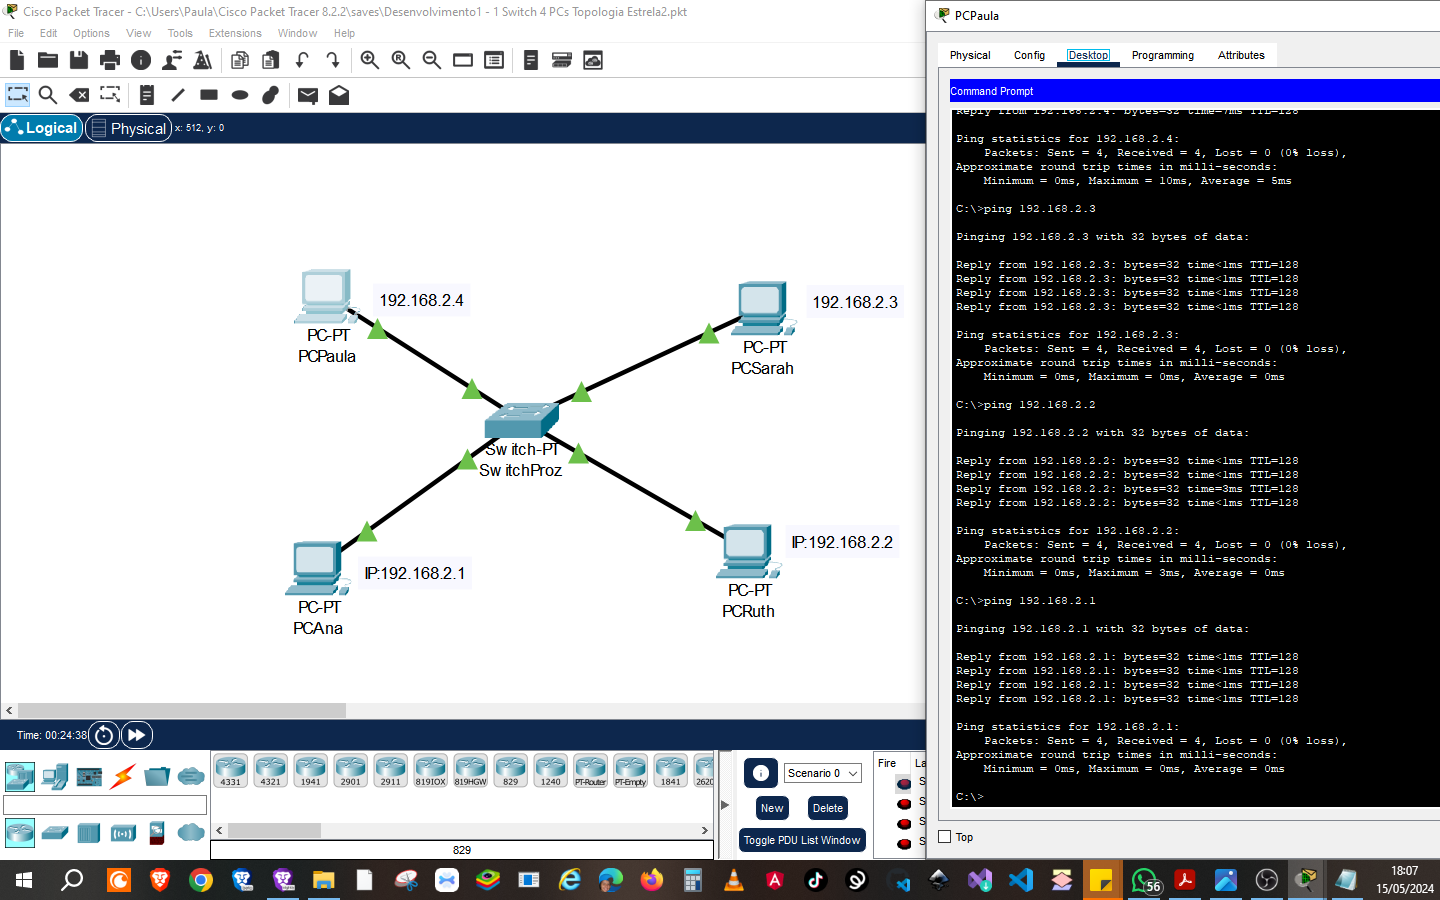 Cisco Packet Tracer - C:\Users\Paula\Cisco Packet Tracer 8.2.2\saves\Desenvolvimento1 - 1 Switch 4 PCs Topologia Estrela2.pkt
File Edit Options View Tools Extensions Window Help
Logical Physical x: 512, y: 0
192.168.2.4
PC-PT
PCPaula
192.168.2.3
PC-PT
PCSarah
Switch-PT
SwitchProz
IP:192.168.2.1
PC-PT
PCAna
IP:192.168.2.2
PC-PT
PCRuth
Time: 00:24:38
4331 4321 1941 2901 2911 819IOX 819HGW 829 1240 PT-Router PT-Empty 1841 2620
829
Scenario 0
New Delete
Toggle PDU List Window
Fire La
S
S
S
S
PCPaula
Physical Config Desktop Programming Attributes
Command Prompt
Reply from 192.168.2.4: bytes=32 time=7ms TTL=128
Ping statistics for 192.168.2.4:
Packets: Sent = 4, Received = 4, Lost = 0 (0% loss),
Approximate round trip times in milli-seconds:
Minimum = 0ms, Maximum = 10ms, Average = 5ms
C:\>ping 192.168.2.3
Pinging 192.168.2.3 with 32 bytes of data:
Reply from 192.168.2.3: bytes=32 time<1ms TTL=128
Reply from 192.168.2.3: bytes=32 time<1ms TTL=128
Reply from 192.168.2.3: bytes=32 time<1ms TTL=128
Reply from 192.168.2.3: bytes=32 time<1ms TTL=128
Ping statistics for 192.168.2.3:
Packets: Sent = 4, Received = 4, Lost = 0 (0% loss),
Approximate round trip times in milli-seconds:
Minimum = 0ms, Maximum = 0ms, Average = 0ms
C:\>ping 192.168.2.2
Pinging 192.168.2.2 with 32 bytes of data:
Reply from 192.168.2.2: bytes=32 time<1ms TTL=128
Reply from 192.168.2.2: bytes=32 time<1ms TTL=128
Reply from 192.168.2.2: bytes=32 time=3ms TTL=128
Reply from 192.168.2.2: bytes=32 time<1ms TTL=128
Ping statistics for 192.168.2.2:
Packets: Sent = 4, Received = 4, Lost = 0 (0% loss),
Approximate round trip times in milli-seconds:
Minimum = 0ms, Maximum = 3ms, Average = 0ms
C:\>ping 192.168.2.1
Pinging 192.168.2.1 with 32 bytes of data:
Reply from 192.168.2.1: bytes=32 time<1ms TTL=128
Reply from 192.168.2.1: bytes=32 time<1ms TTL=128
Reply from 192.168.2.1: bytes=32 time<1ms TTL=128
Reply from 192.168.2.1: bytes=32 time<1ms TTL=128
Ping statistics for 192.168.2.1:
Packets: Sent = 4, Received = 4, Lost = 0 (0% loss),
Approximate round trip times in milli-seconds:
Minimum = 0ms, Maximum = 0ms, Average = 0ms
C:\>
Top
56
18:07
15/05/2024